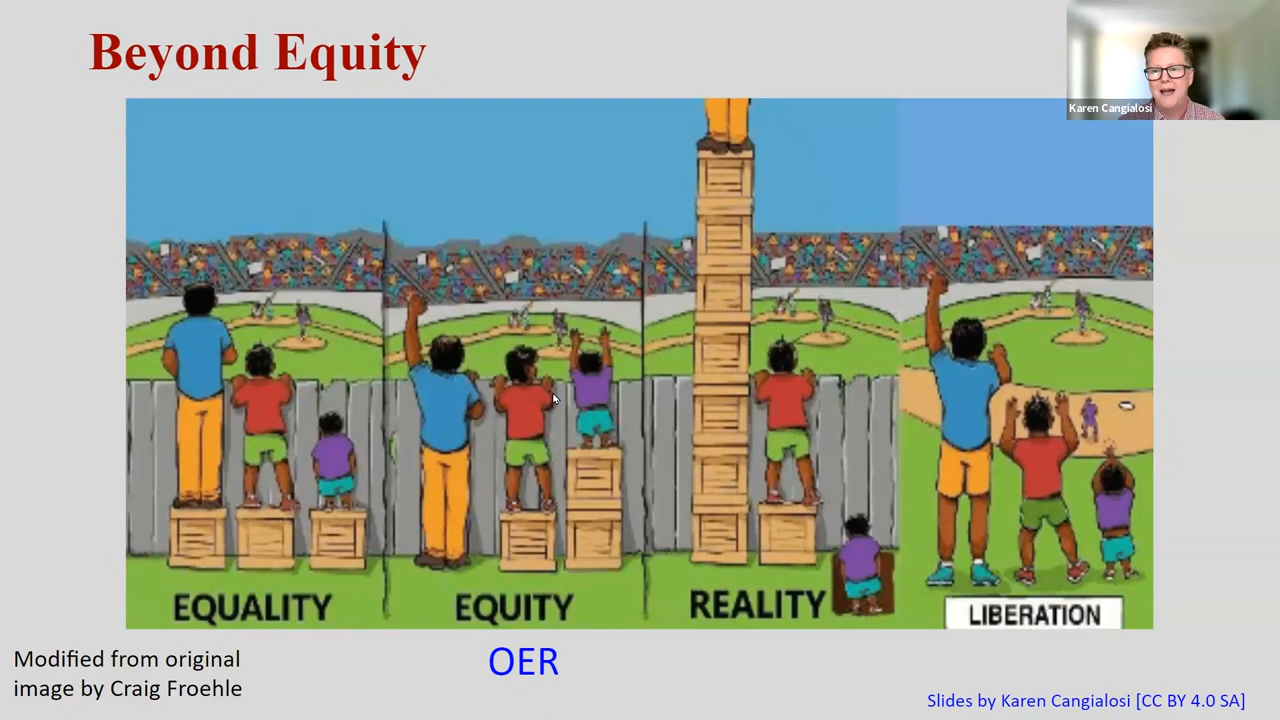 Beyond Equity
Karen Cangialosi
EQUALITY
EQUITY
REALITY
LIBERATION
Modified from original
image by Craig Froehle
OER
Slides by Karen Cangialosi [CC BY 4.0 SA]